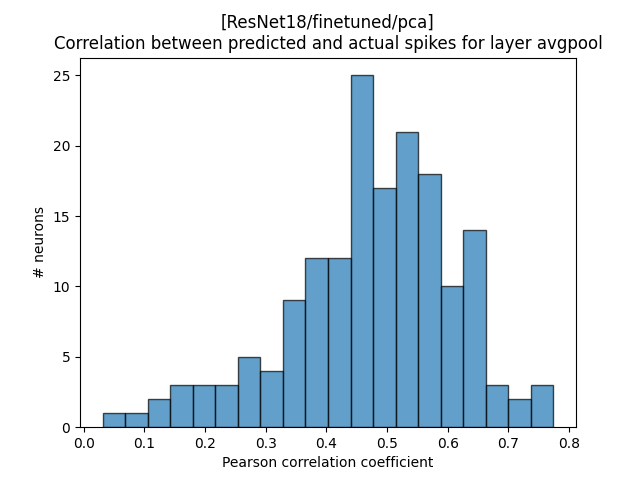 [ResNet18/finetuned/pca]
Correlation between predicted and actual spikes for layer avgpool
25
20
15
10
5
0
# neurons
0.0 0.1 0.2 0.3 0.4 0.5 0.6 0.7 0.8
Pearson correlation coefficient